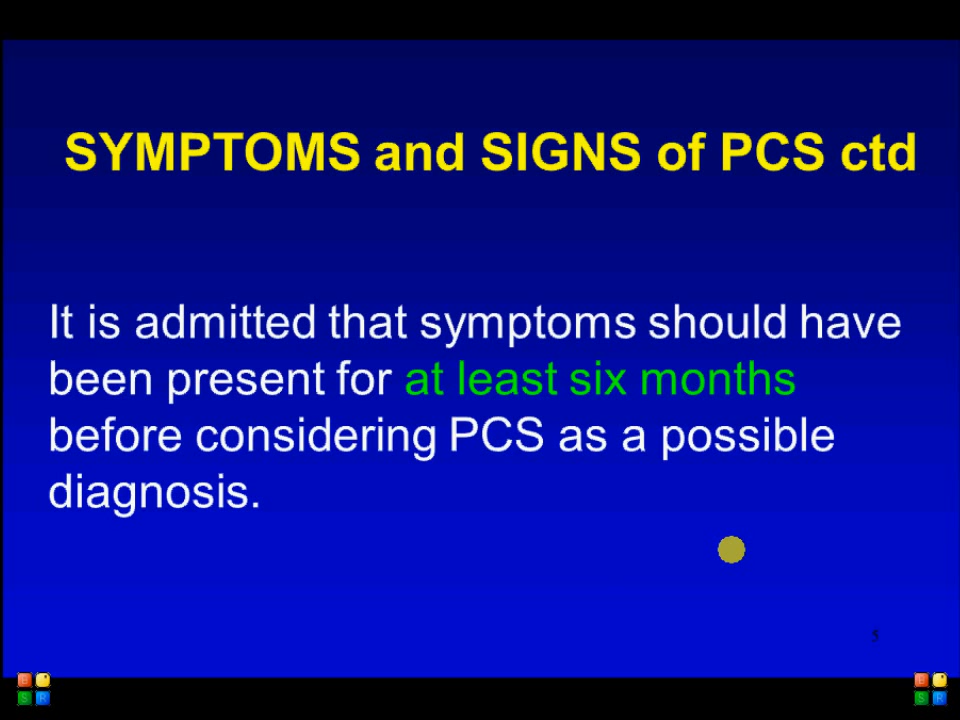 SYMPTOMS and SIGNS of PCS ctd
It is admitted that symptoms should have
been present for at least six months
before considering PCS as a possible
diagnosis.
5
E
S R
E
S R